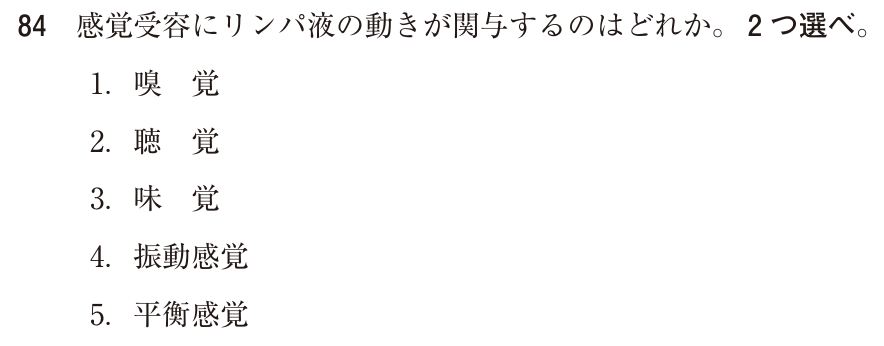 84 感覚受容にリンパ液の動きが関与するのはどれか。2つ選べ。
1. 嗅 覚
2. 聴 覚
3. 味 覚
4. 振動感覚
5. 平衡感覚